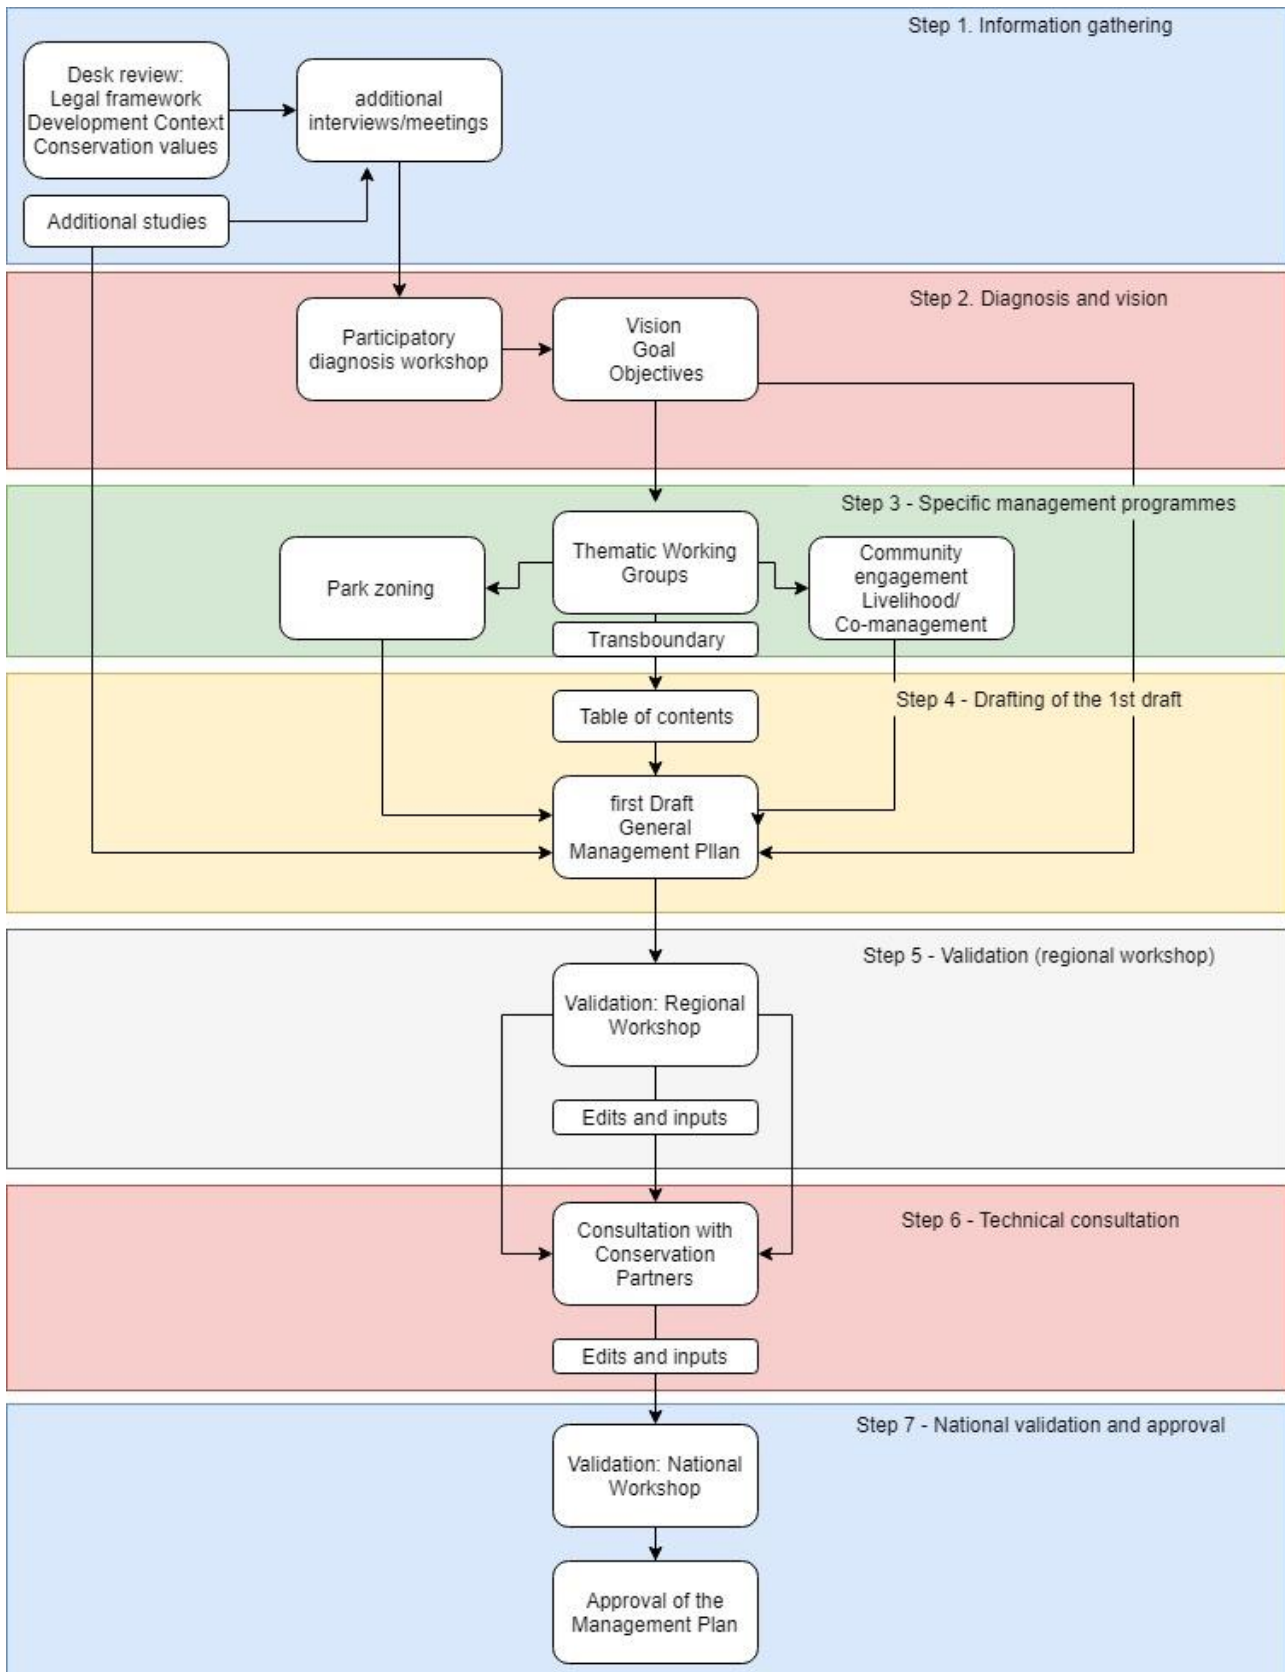 Step 1. Information gathering
Desk review:
Legal framework
Development Context
Conservation values
additional
interviews/meetings
Additional studies
Step 2. Diagnosis and vision
Participatory
diagnosis workshop
Vision
Goal
Objectives
Step 3 - Specific management programmes
Park zoning
Thematic Working
Groups
Community
engagement
Livelihood/
Co-management
Transboundary
Step 4 - Drafting of the 1st draft
Table of contents
first Draft
General
Management Pllan
Step 5 - Validation (regional workshop)
Validation: Regional
Workshop
Edits and inputs
Step 6 - Technical consultation
Consultation with
Conservation
Partners
Edits and inputs
Step 7 - National validation and approval
Validation: National
Workshop
Approval of the
Management Plan